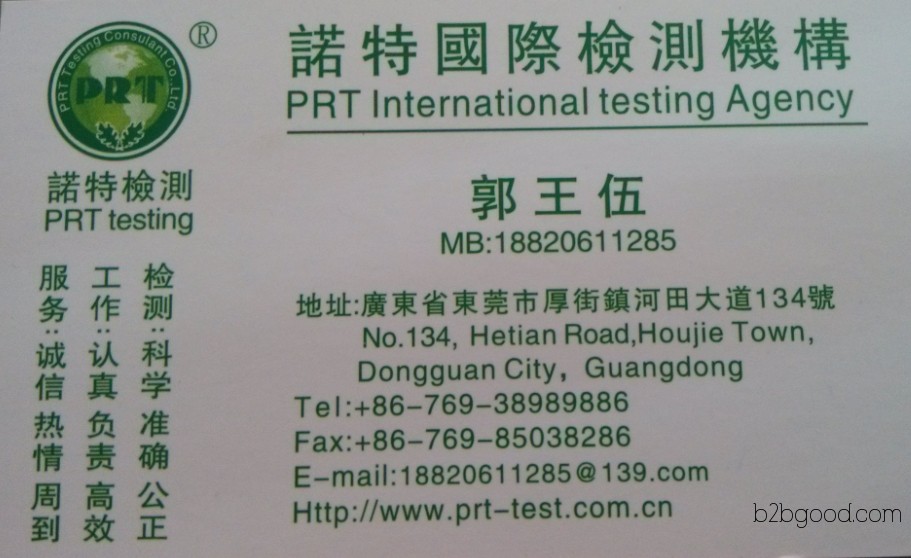 PRT Testing Consulant Co.,Ltd
PRT
®
諾特檢測
PRT testing
諾特國際檢測機構
PRT International testing Agency
郭王伍
MB:18820611285
检测:科学准确公正
工作:认真负责高效
服务:诚信热情周到
地址:廣東省東莞市厚街鎮河田大道134號
No.134, Hetian Road,Houjie Town,
Dongguan City, Guangdong
Tel:+86-769-38989886
Fax:+86-769-85038286
E-mail:18820611285@139.com
Http://www.prt-test.com.cn
b2bgood.com